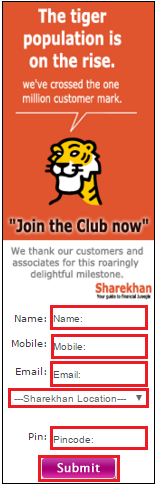 The tiger
population is
on the rise.
we've crossed the one
million customer mark.
"Join the Club now"
We thank our customers and
associates for this roaringly
delightful milestone.
Sharekhan
Your guide to financial Jungle
Name: Name:
Mobile: Mobile:
Email: Email:
---Sharekhan Location---
Pin: Pincode:
Submit